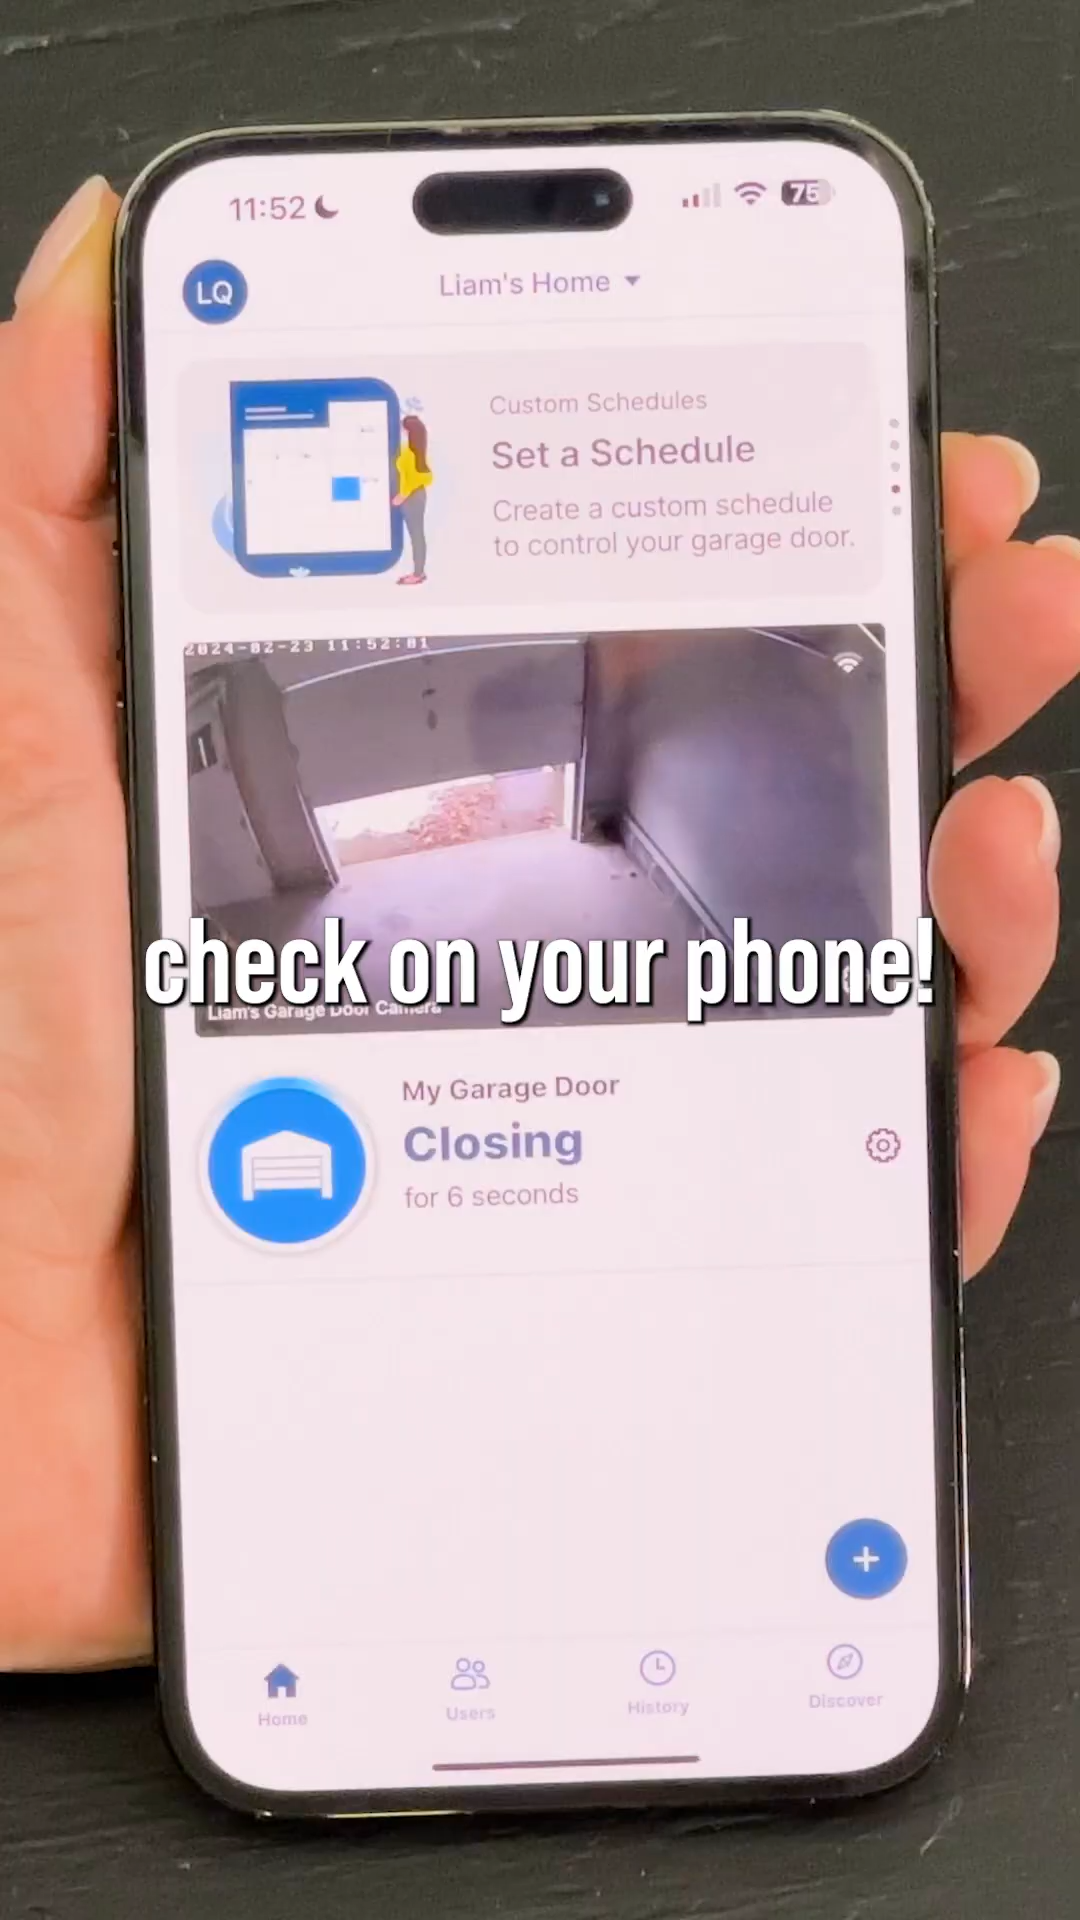 11:52
75
LQ
Liam's Home
Custom Schedules
Set a Schedule
Create a custom schedule
to control your garage door.
2024-02-23 11:52:01
check on your phone!
Liam's Garage Door Camera
My Garage Door
Closing
for 6 seconds
Home
Users
History
Discover